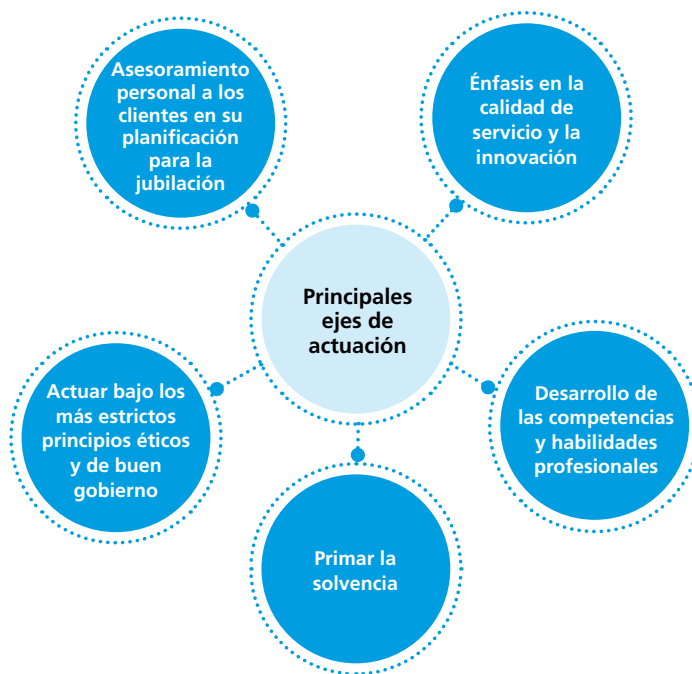 Asesoramiento
personal a los
clientes en su
planificación
para la
jubilación
Énfasis en la
calidad de
servicio y la
innovación
Principales
ejes de
actuación
Actuar bajo los
más estrictos
principios éticos
y de buen
gobierno
Desarrollo de
las competencias
y habilidades
profesionales
Primar la
solvencia